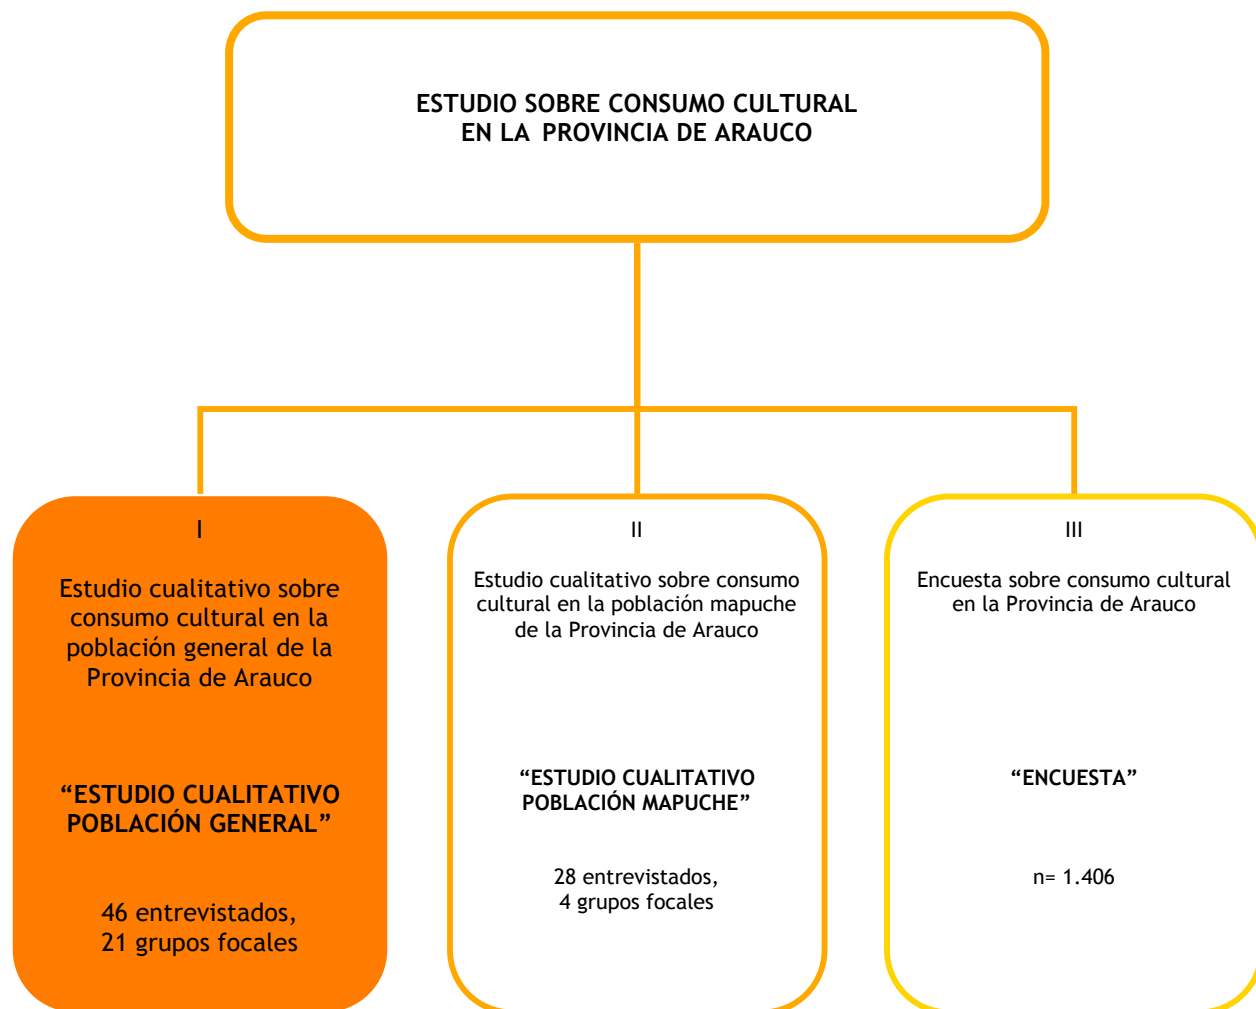 ESTUDIO SOBRE CONSUMO CULTURAL
EN LA PROVINCIA DE ARAUCO
I
Estudio cualitativo sobre
consumo cultural en la
población general de la
Provincia de Arauco
“ESTUDIO CUALITATIVO
POBLACIÓN GENERAL”
46 entrevistados,
21 grupos focales
II
Estudio cualitativo sobre consumo
cultural en la población mapuche
de la Provincia de Arauco
“ESTUDIO CUALITATIVO
POBLACIÓN MAPUCHE”
28 entrevistados,
4 grupos focales
III
Encuesta sobre consumo cultural
en la Provincia de Arauco
“ENCUESTA”
n= 1.406